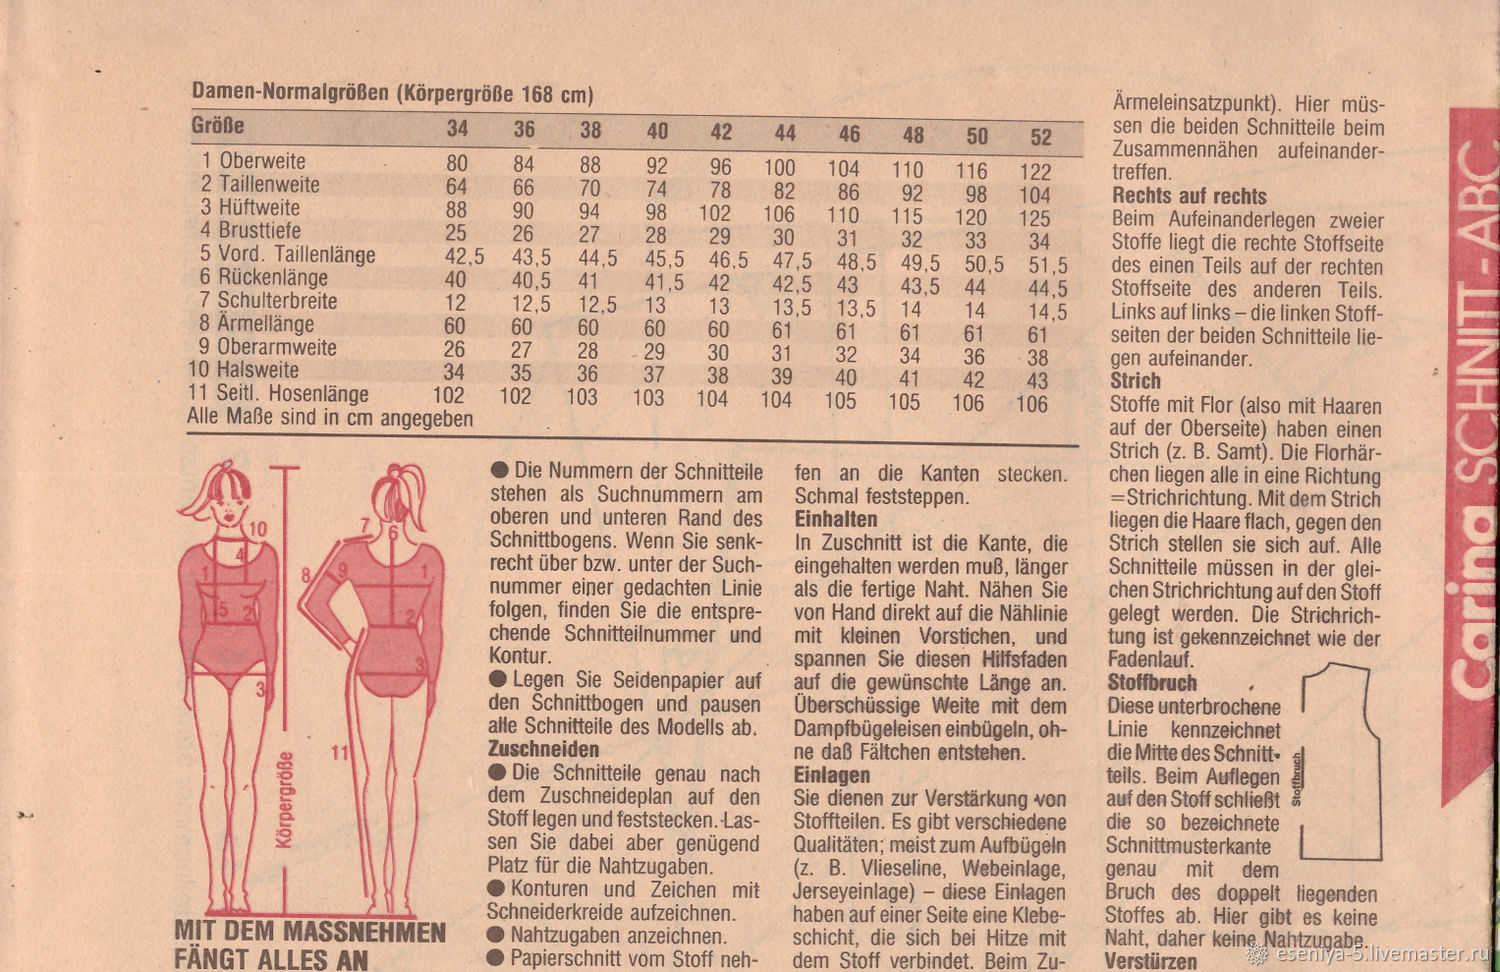 Damen-Normalgrößen (Körpergröße 168 cm)
Größe 34 36 38 40 42 44 46 48 50 52
1 Oberweite 80 84 88 92 96 100 104 110 116 122
2 Taillenweite 64 66 70 74 78 82 86 92 98 104
3 Hüftweite 88 90 94 98 102 106 110 115 120 125
4 Brusttiefe 25 26 27 28 29 30 31 32 33 34
5 Vord. Taillenlänge 42,5 43,5 44,5 45,5 46,5 47,5 48,5 49,5 50,5 51,5
6 Rückenlänge 40 40,5 41 41,5 42 42,5 43 43,5 44 44,5
7 Schulterbreite 12 12,5 12,5 13 13 13,5 13,5 14 14 14,5
8 Ärmellänge 60 60 60 60 60 61 61 61 61 61
9 Oberarmweite 26 27 28 29 30 31 32 34 36 38
10 Halsweite 34 35 36 37 38 39 40 41 42 43
11 Seitl. Hosenlänge 102 102 103 103 104 104 105 105 106 106
Alle Maße sind in cm angegeben
10
4
1
5
2
3
Körpergröße
7
6
8
9
1
2
3
11
MIT DEM MASSNEHMEN
FÄNGT ALLES AN
● Die Nummern der Schnitteile
stehen als Suchnummern am
oberen und unteren Rand des
Schnittbogens. Wenn Sie senk-
recht über bzw. unter der Such-
nummer einer gedachten Linie
folgen, finden Sie die entspre-
chende Schnitteilnummer und
Kontur.
● Legen Sie Seidenpapier auf
den Schnittbogen und pausen
alle Schnitteile des Modells ab.
Zuschneiden
● Die Schnitteile genau nach
dem Zuschneideplan auf den
Stoff legen und feststecken. Las-
sen Sie dabei aber genügend
Platz für die Nahtzugaben.
● Konturen und Zeichen mit
Schneiderkreide aufzeichnen.
● Nahtzugaben anzeichnen.
● Papierschnitt vom Stoff neh-
fen an die Kanten stecken.
Schmal feststeppen.
Einhalten
In Zuschnitt ist die Kante, die
eingehalten werden muß, länger
als die fertige Naht. Nähen Sie
von Hand direkt auf die Nählinie
mit kleinen Vorstichen, und
spannen Sie diesen Hilfsfaden
auf die gewünschte Länge an.
Überschüssige Weite mit dem
Dampfbügeleisen einbügeln, oh-
ne daß Fältchen entstehen.
Einlagen
Sie dienen zur Verstärkung von
Stoffteilen. Es gibt verschiedene
Qualitäten; meist zum Aufbügeln
(z. B. Vlieseline, Webeinlage,
Jerseyeinlage) – diese Einlagen
haben auf einer Seite eine Klebe-
schicht, die sich bei Hitze mit
dem Stoff verbindet. Beim Zu-
Ärmeleinsatzpunkt). Hier müs-
sen die beiden Schnitteile beim
Zusammennähen aufeinander-
treffen.
Rechts auf rechts
Beim Aufeinanderlegen zweier
Stoffe liegt die rechte Stoffseite
des einen Teils auf der rechten
Stoffseite des anderen Teils.
Links auf links – die linken Stoff-
seiten der beiden Schnitteile lie-
gen aufeinander.
Strich
Stoffe mit Flor (also mit Haaren
auf der Oberseite) haben einen
Strich (z. B. Samt). Die Florhär-
chen liegen alle in eine Richtung
=Strichrichtung. Mit dem Strich
liegen die Haare flach, gegen den
Strich stellen sie sich auf. Alle
Schnitteile müssen in der glei-
chen Strichrichtung auf den Stoff
gelegt werden. Die Strichrich-
tung ist gekennzeichnet wie der
Fadenlauf.
Stoffbruch
Diese unterbrochene
Linie kennzeichnet
die Mitte des Schnitt-
teils. Beim Auflegen
auf den Stoff schließt
die so bezeichnete
Schnittmusterkante
genau mit dem
Bruch des doppelt liegenden
Stoffes ab. Hier gibt es keine
Naht, daher keine Nahtzugabe.
Verstürzen
Stoffbruch
Carina SCHNITT-ABC
eseniya-5.livemaster.ru